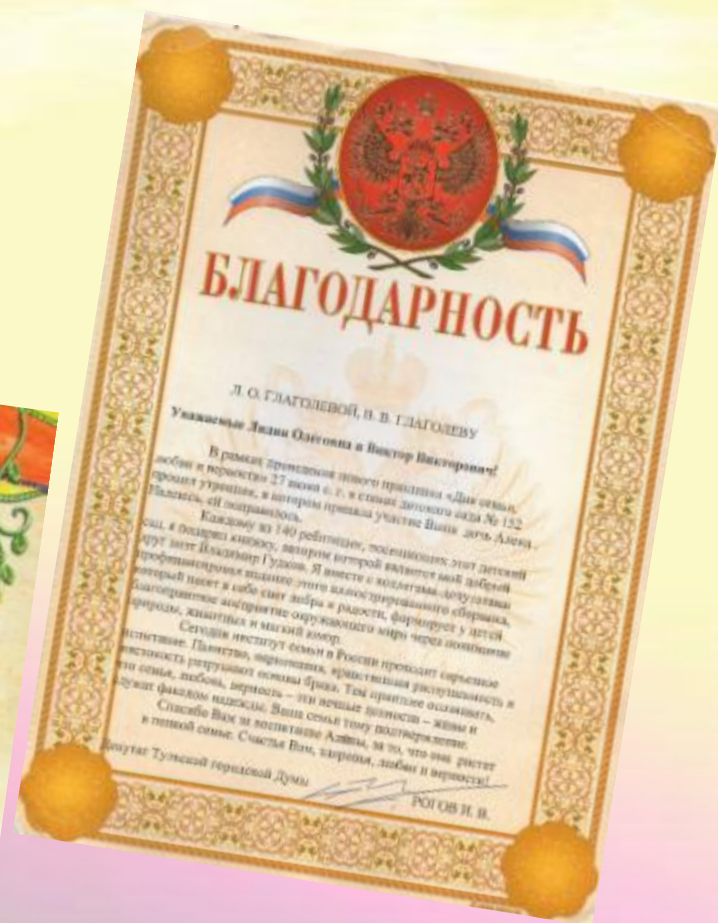 БЛАГОДАРНОСТЬ
Л. О. ГЛАГОЛЕВОЙ, В. В. ГЛАГОЛЕВУ
Уважаемые Лидия Олеговна и Виктор Викторович!
В рамках проведения нового праздника «Дня семьи,
любви и верности» 27 июня с. г. в стенах детского сада № 152
прошел утренник, в котором приняла участие Ваша дочь
Надеюсь, ей понравилось.
Каждому из 140 ребятишек, посещающих этот детский
сад, я подарил книжку, автором которой является мой добрый
друг поэт Владимир Гудков. Я вместе с коллегами депутатами
профинансировал издание этого иллюстрированного сборника,
который несет в себе свет добра и радости, формирует у детей
благоприятное восприятие окружающего мира через понимание
природы, животных и мягкий юмор.
Сегодня институт семьи в России проходит серьезное
испытание. Пьянство, наркомания, нравственная распущенность и
жестокость разрушают основы брака. Тем приятнее осознавать,
что семья, любовь, верность – эти вечные ценности – живы и
служат факелом надежды. Ваша семья тому подтверждение.
Спасибо Вам за воспитание Алины, за то, что она растет
в семье. Счастья Вам, здоровья, любви и верности!
Депутат Тульской городской Думы
РОГОВ И. В.